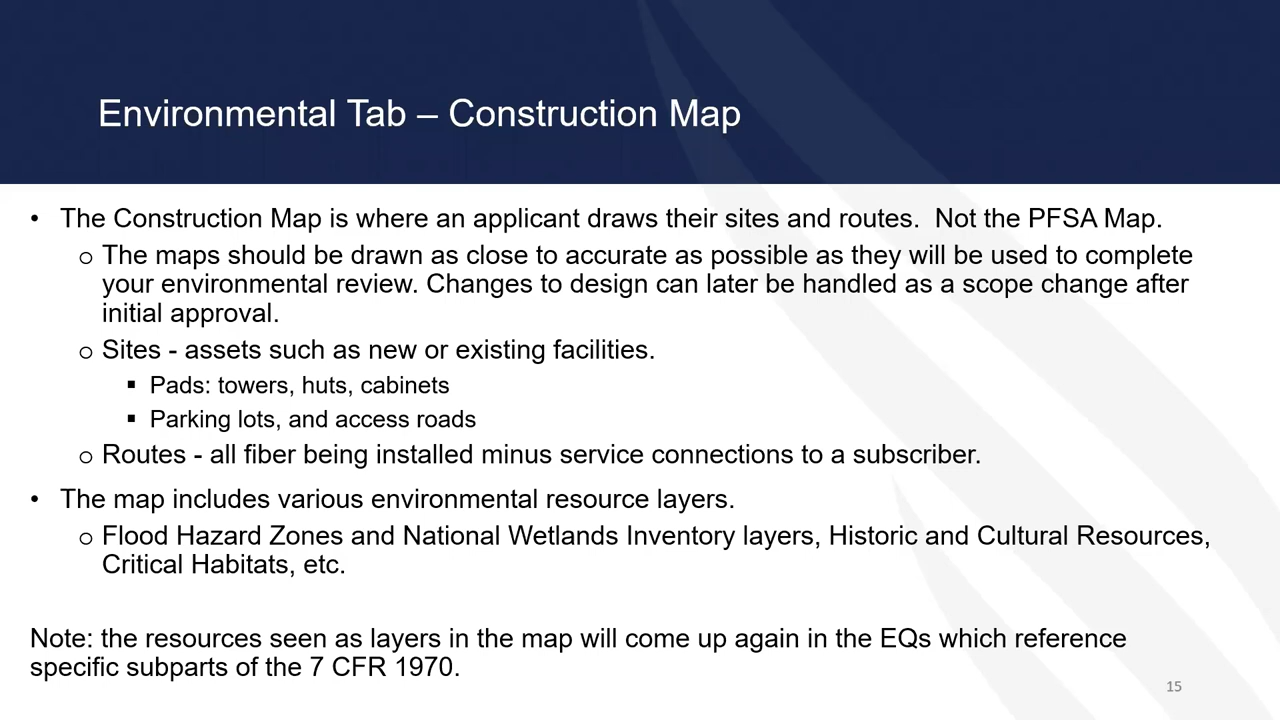 Environmental Tab – Construction Map
• The Construction Map is where an applicant draws their sites and routes.  Not the PFSA Map.
o The maps should be drawn as close to accurate as possible as they will be used to complete
your environmental review. Changes to design can later be handled as a scope change after
initial approval.
o Sites - assets such as new or existing facilities.
▪ Pads: towers, huts, cabinets
▪ Parking lots, and access roads
o Routes - all fiber being installed minus service connections to a subscriber.
• The map includes various environmental resource layers.
o Flood Hazard Zones and National Wetlands Inventory layers, Historic and Cultural Resources,
Critical Habitats, etc.
Note: the resources seen as layers in the map will come up again in the EQs which reference
specific subparts of the 7 CFR 1970.
15